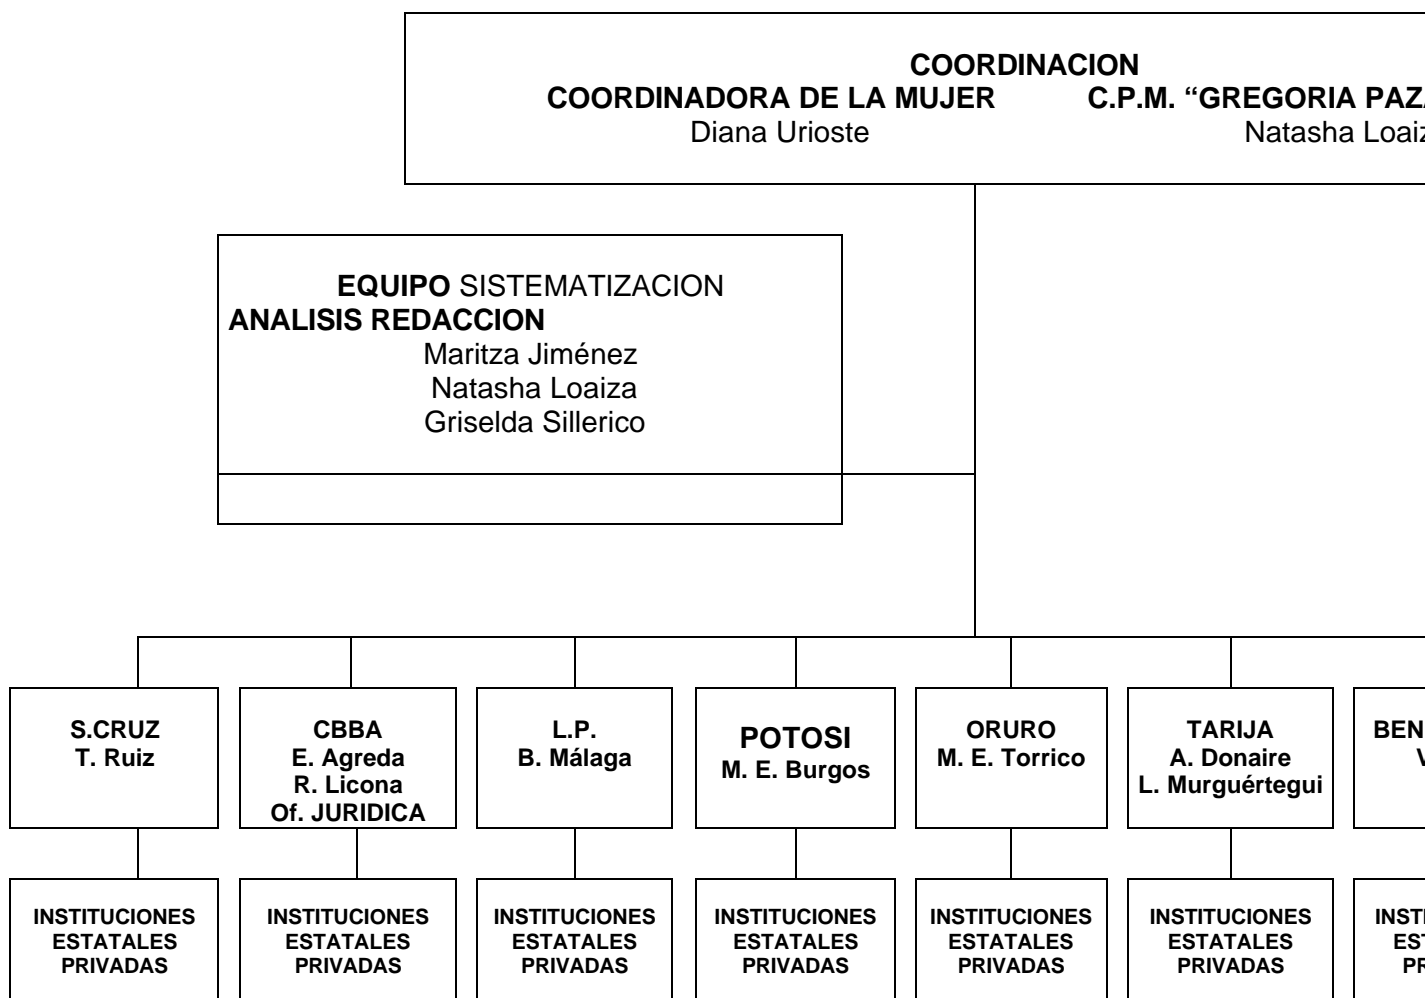 COORDINACION
COORDINADORA DE LA MUJER C.P.M. “GREGORIA
Diana Urioste
Natasha
EQUIPO SISTEMATIZACION
ANALISIS REDACCION
Maritza Jiménez
Natasha Loaiza
Griselda Sillerico
S.CRUZ
T. Ruiz
CBBA
E. Agreda
R. Licona
Of. JURIDICA
L.P.
B. Málaga
POTOSI
M. E. Burgos
ORURO
M. E. Torrico
TARIJA
A. Donaire
L. Murguértegui
INSTITUCIONES
ESTATALES
PRIVADAS
INSTITUCIONES
ESTATALES
PRIVADAS
INSTITUCIONES
ESTATALES
PRIVADAS
INSTITUCIONES
ESTATALES
PRIVADAS
INSTITUCIONES
ESTATALES
PRIVADAS
INSTITUCIONES
ESTATALES
PRIVADAS